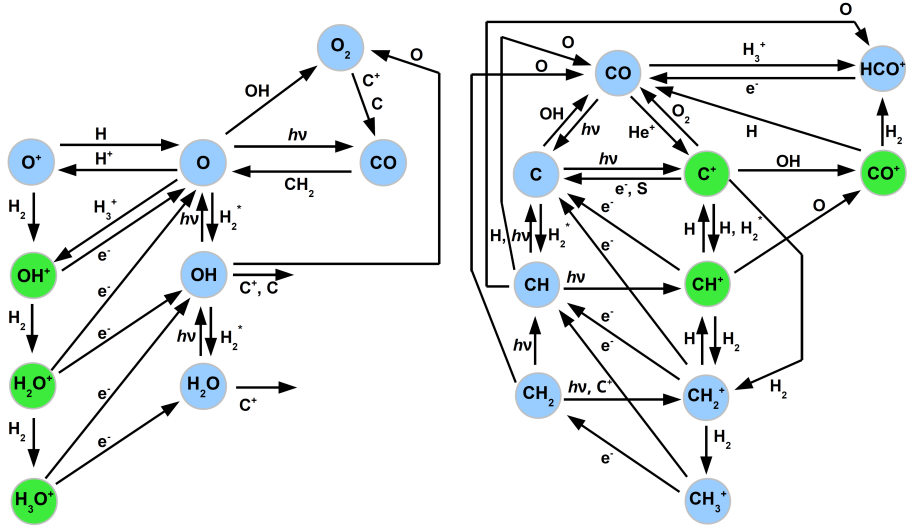 O
O
O₂
O
H₃⁺
CO
HCO⁺
C⁺
O
e⁻
OH
C
OH
hν
He⁺
O₂
H
H₂
H
hν
O⁺
O
CO
H⁺
CH₂
hν
OH
C
C⁺
CO⁺
e⁻, S
H₂
H₃⁺
hν
H₂*
e⁻
e⁻
H, hν
H₂*
H
H, H₂*
O
OH⁺
OH
C⁺, C
CH
hν
CH⁺
e⁻
e⁻
H₂
e⁻
hν
H₂*
e⁻
hν
H
H₂
H₂O⁺
H₂O
C⁺
CH₂
hν, C⁺
CH₂⁺
H₂
e⁻
H₂
e⁻
e⁻
H₂
H₃O⁺
CH₃⁺